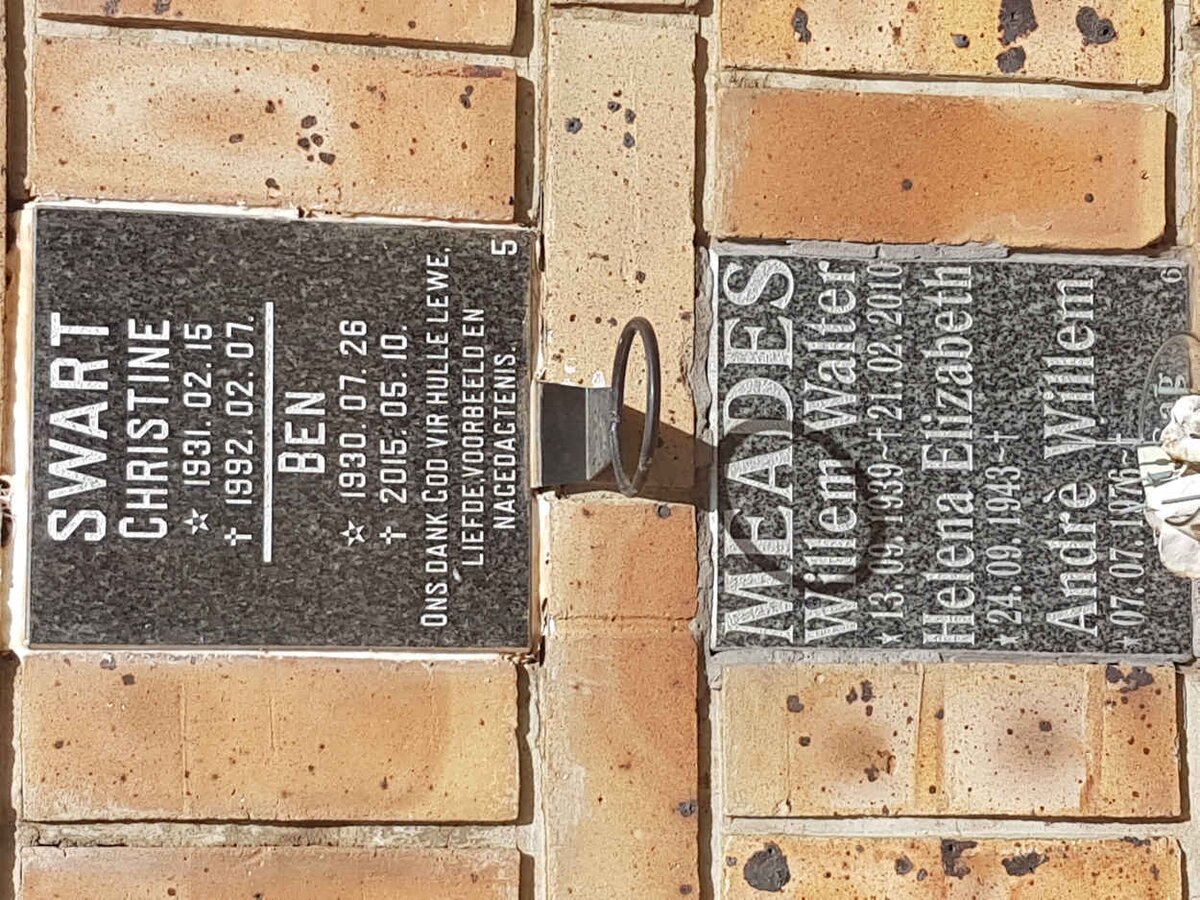 SWART
CHRISTINE
☆ 1931.02.15
† 1992.02.07.
BEN
☆ 1930.07.26
† 2015.05.10.
ONS DANK GOD VIR HULLE LEWE,
LIEFDE, VOORBEELD EN
NAGEDAGTENIS.
5
MEADES
Willem Walter
* 13.09.1939 ~ † 21.02.2010
Helena Elizabeth
* 24.09.1943 ~ †
Andrè Willem
* 07.07.1976 ~ †
6